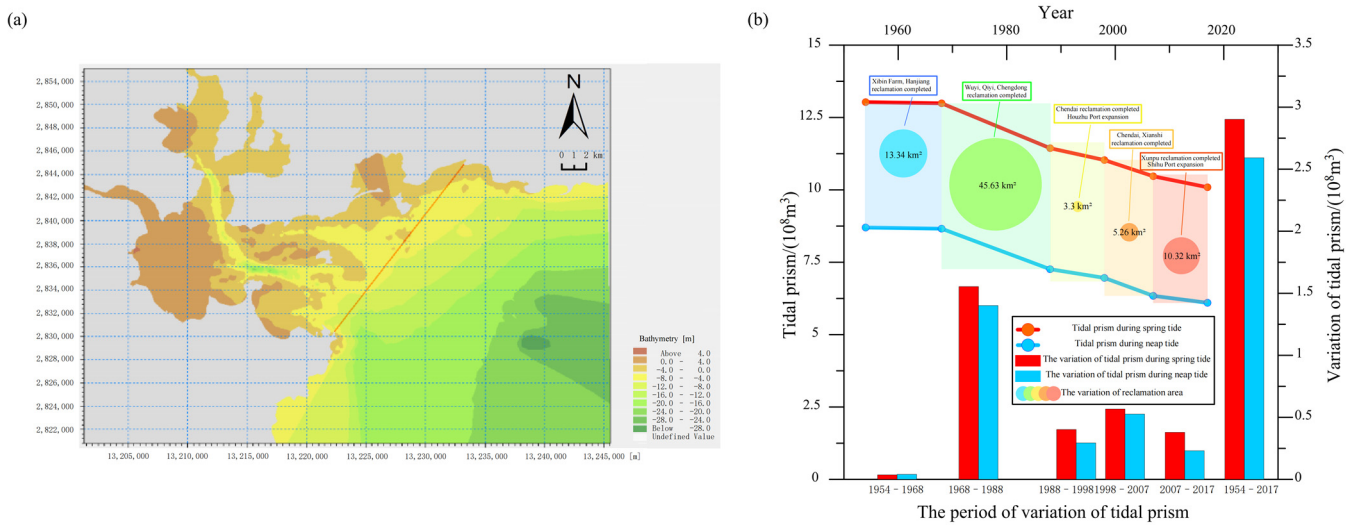 (a)
2,854,000
2,850,000
2,848,000
2,846,000
2,844,000
2,842,000
2,840,000
2,838,000
2,836,000
2,834,000
2,832,000
2,830,000
2,828,000
2,826,000
2,824,000
2,822,000
N
0 1 2 km
Bathymetry [m]
Above 4.0
0.0 - 4.0
-4.0 - 0.0
-8.0 - -4.0
-12.0 - -8.0
-16.0 - -12.0
-20.0 - -16.0
-24.0 - -20.0
-28.0 - -24.0
Below -28.0
Undefined Value
13,205,000 13,210,000 13,215,000 13,220,000 13,225,000 13,230,000 13,235,000 13,240,000 13,245,000 [m]
(b)
Year
1960 1980 2000 2020
Tidal prism/(10⁸m³)
15
12.5
10
7.5
5
2.5
0
Xibin Farm, Hanjiang
reclamation completed
Wuyi, Qiyi, Chengdong
reclamation completed
Chendai reclamation completed
Houzhu Port expansion
Chendai, Xianshi
reclamation completed
Xunpu reclamation completed
Shihu Port expansion
13.34 km²
45.63 km²
3.3 km²
5.26 km²
10.32 km²
Tidal prism during spring tide
Tidal prism during neap tide
The variation of tidal prism during spring tide
The variation of tidal prism during neap tide
The variation of reclamation area
3.5
3
2.5
2
1.5
1
0.5
0
Variation of tidal prism/(10⁸m³)
1954 - 1968 1968 - 1988 1988 - 1998 1998 - 2007 2007 - 2017 1954 - 2017
The period of variation of tidal prism